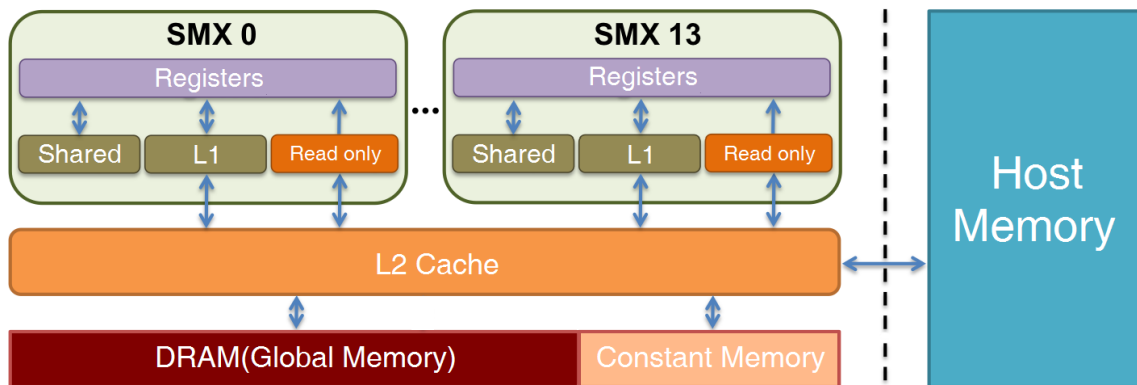 SMX 0
Registers
Shared
L1
Read only
...
SMX 13
Registers
Shared
L1
Read only
L2 Cache
DRAM(Global Memory)
Constant Memory
Host
Memory